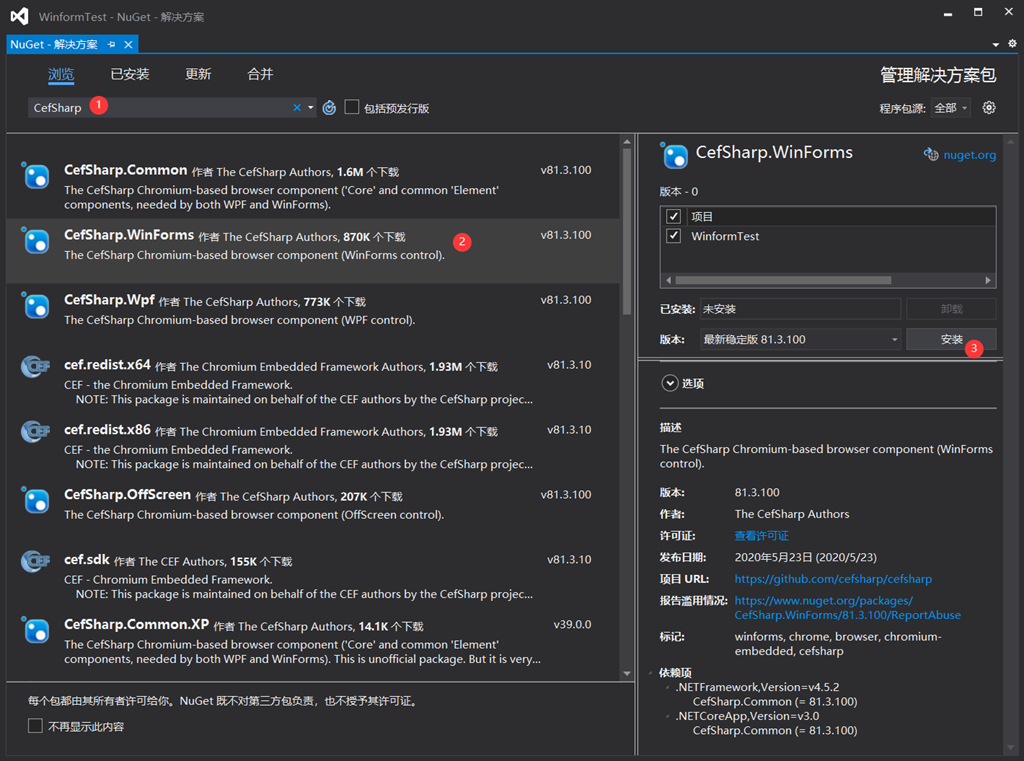 WinformTest - NuGet - 解决方案
NuGet - 解决方案
浏览 已安装 更新 合并
管理解决方案包
CefSharp
1
包括预发行版
程序包源: 全部
CefSharp.Common 作者 The CefSharp Authors, 1.6M 个下载
v81.3.100
The CefSharp Chromium-based browser component ('Core' and common 'Element'
components, needed by both WPF and WinForms).
CefSharp.WinForms 作者 The CefSharp Authors, 870K 个下载
v81.3.100
2
The CefSharp Chromium-based browser component (WinForms control).
CefSharp.Wpf 作者 The CefSharp Authors, 773K 个下载
v81.3.100
The CefSharp Chromium-based browser component (WPF control).
cef.redist.x64 作者 The Chromium Embedded Framework Authors, 1.93M 个下载
v81.3.10
CEF - the Chromium Embedded Framework.
NOTE: This package is maintained on behalf of the CEF authors by the CefSharp projec...
cef.redist.x86 作者 The Chromium Embedded Framework Authors, 1.93M 个下载
v81.3.10
CEF - the Chromium Embedded Framework.
NOTE: This package is maintained on behalf of the CEF authors by the CefSharp projec...
CefSharp.OffScreen 作者 The CefSharp Authors, 207K 个下载
v81.3.100
The CefSharp Chromium-based browser component (OffScreen control).
cef.sdk 作者 The CEF Authors, 155K 个下载
v81.3.10
CEF - Chromium Embedded Framework.
NOTE: This package is maintained on behalf of the CEF authors by the CefSharp projec...
CefSharp.Common.XP 作者 The CefSharp Authors, 14.1K 个下载
v39.0.0
The CefSharp Chromium-based browser component ('Core' and common 'Element'
components, needed by both WPF and WinForms). This is unofficial package. But it is very...
每个包都由其所有者许可给你。NuGet 既不对第三方包负责，也不授予其许可证。
不再显示此内容
CefSharp.WinForms
nuget.org
版本 - 0
项目
WinformTest
已安装: 未安装 卸载
版本: 最新稳定版 81.3.100 安装
3
选项
描述
The CefSharp Chromium-based browser component (WinForms
control).
版本: 81.3.100
作者: The CefSharp Authors
许可证: 查看许可证
发布日期: 2020年5月23日 (2020/5/23)
项目 URL: https://github.com/cefsharp/cefsharp
报告滥用情况: https://www.nuget.org/packages/
CefSharp.WinForms/81.3.100/ReportAbuse
标记: winforms, chrome, browser, chromium-
embedded, cefsharp
依赖项
.NETFramework,Version=v4.5.2
CefSharp.Common (= 81.3.100)
.NETCoreApp,Version=v3.0
CefSharp.Common (= 81.3.100)